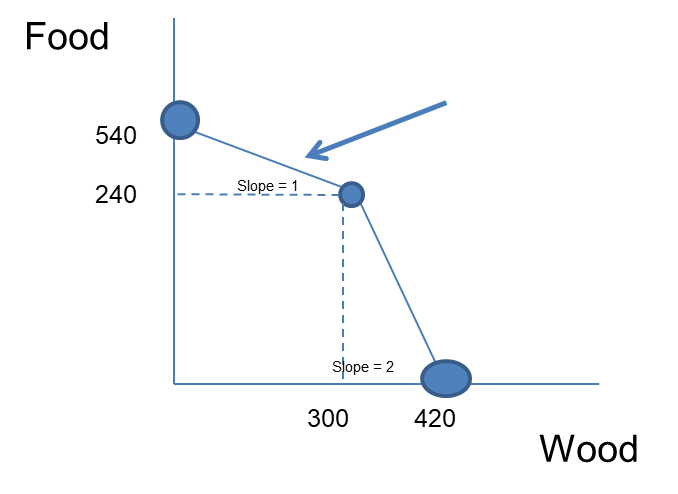 Food
540
240
Slope = 1
Slope = 2
300
420
Wood